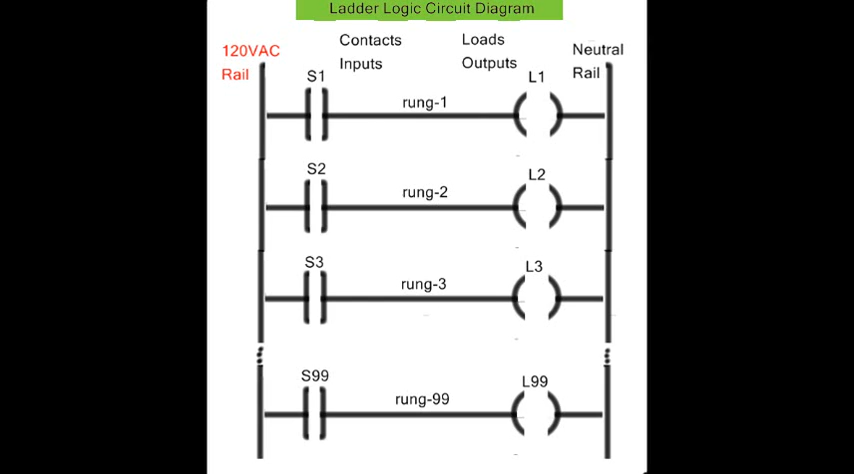 Ladder Logic Circuit Diagram
120VAC
Rail
Contacts
Inputs
Loads
Outputs
Neutral
Rail
S1
rung-1
L1
S2
rung-2
L2
S3
rung-3
L3
S99
rung-99
L99